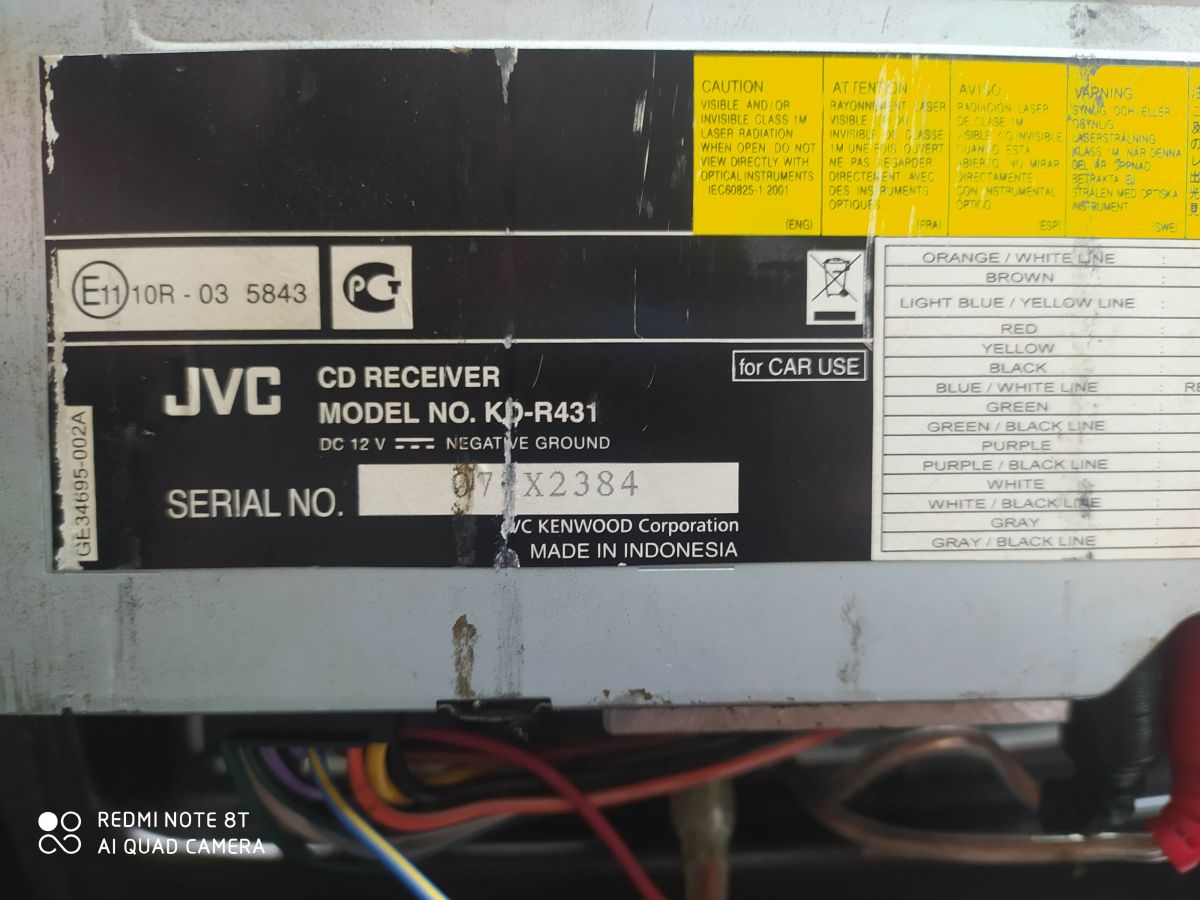 CAUTION
VISIBLE AND/OR
INVISIBLE CLASS 1M
LASER RADIATION
WHEN OPEN. DO NOT
VIEW DIRECTLY WITH
OPTICAL INSTRUMENTS
IEC60825-1:2001
(ENG)
ATTENTION
RAYONNEMENT LASER
VISIBLE / OU
INVISIBLE DE CLASSE
1M UNE FOIS OUVERT
NE PAS REGARDER
DIRECTEMENT AVEC
DES INSTRUMENTS
OPTIQUES
(FRA)
AVISO
RADIACIÓN LÁSER
DE CLASE 1M
VISIBLE Y/O INVISIBLE
CUANDO ESTÁ
ABIERTO. NO MIRAR
DIRECTAMENTE
CON INSTRUMENTAL
ÓPTICO
(ESP)
VARNING
SYNLIG OCH/ELLER
OSYNLIG
LASERSTRÅLNING
KLASS 1M, NÄR DENNA
DEL ÄR ÖPPNAD
BETRAKTA EJ
STRÅLEN MED OPTISKA
INSTRUMENT
(SWE)
E11 10R - 03 5843
JVC
CD RECEIVER
MODEL NO. KD-R431
DC 12 V NEGATIVE GROUND
for CAR USE
GE34695-002A
SERIAL NO. X2384
JVC KENWOOD Corporation
MADE IN INDONESIA
ORANGE / WHITE LINE :
BROWN :
LIGHT BLUE / YELLOW LINE :
RED :
YELLOW :
BLACK :
BLUE / WHITE LINE : RE
GREEN :
GREEN / BLACK LINE :
PURPLE :
PURPLE / BLACK LINE :
WHITE :
WHITE / BLACK LINE :
GRAY :
GRAY / BLACK LINE :
REDMI NOTE 8T
AI QUAD CAMERA